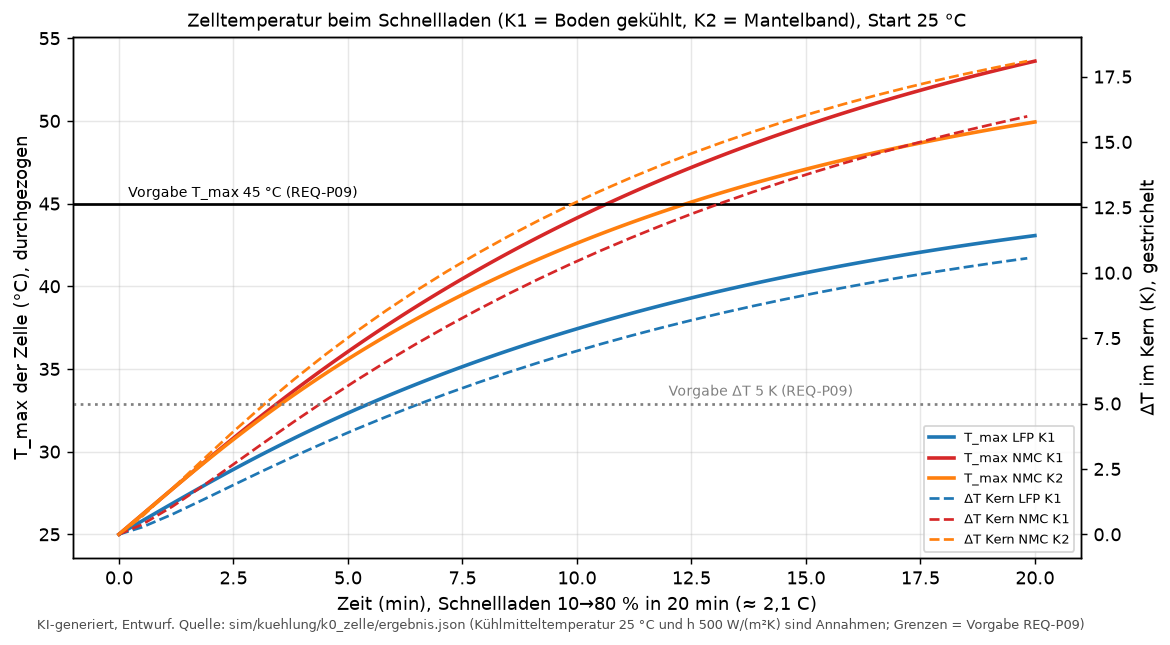 Zelltemperatur beim Schnellladen (K1 = Boden gekühlt, K2 = Mantelband), Start 25 °C
T_max der Zelle (°C), durchgezogen
55
50
45
40
35
30
25
Vorgabe T_max 45 °C (REQ-P09)
Vorgabe ΔT 5 K (REQ-P09)
T_max LFP K1
T_max NMC K1
T_max NMC K2
ΔT Kern LFP K1
ΔT Kern NMC K1
ΔT Kern NMC K2
17.5
15.0
12.5
10.0
7.5
5.0
2.5
0.0
ΔT im Kern (K), gestrichelt
0.0 2.5 5.0 7.5 10.0 12.5 15.0 17.5 20.0
Zeit (min), Schnellladen 10→80 % in 20 min (≈ 2,1 C)
KI-generiert, Entwurf. Quelle: sim/kuehlung/k0_zelle/ergebnis.json (Kühlmitteltemperatur 25 °C und h 500 W/(m²K) sind Annahmen; Grenzen = Vorgabe REQ-P09)